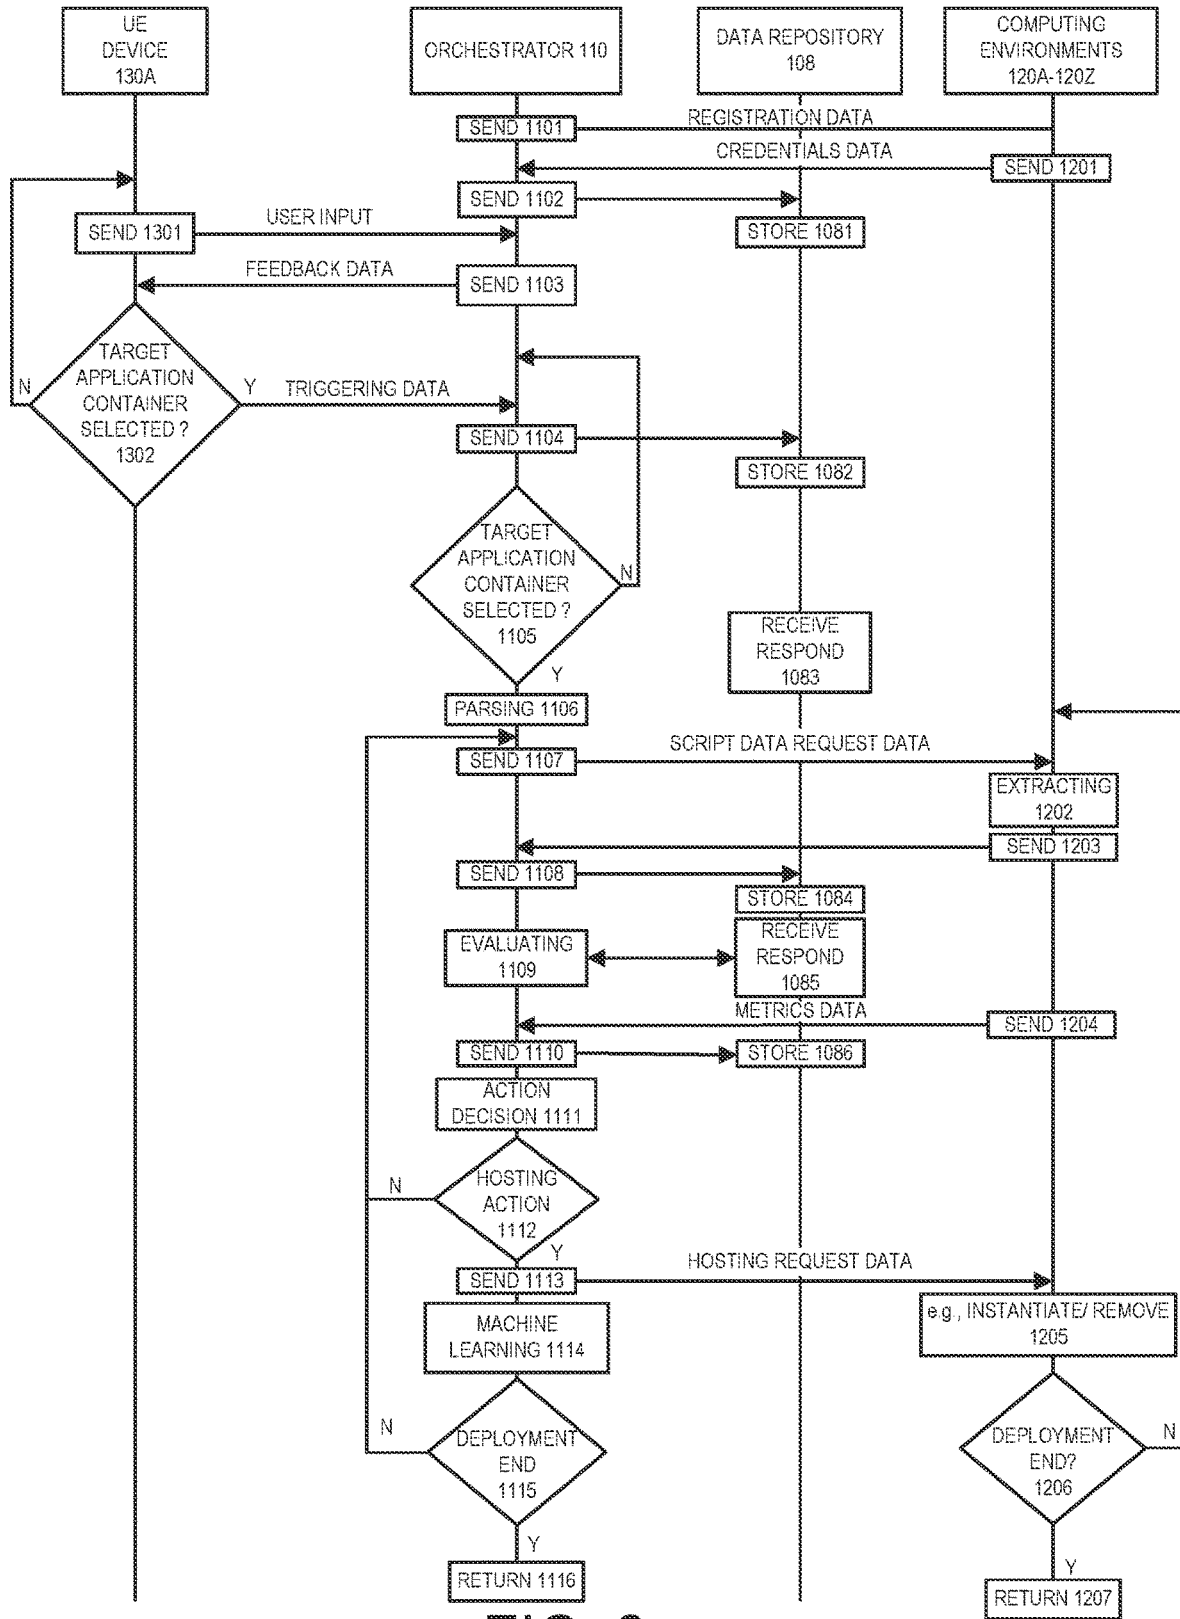 UE
DEVICE
130A
ORCHESTRATOR 110
DATA REPOSITORY
108
COMPUTING
ENVIRONMENTS
120A-120Z
SEND 1101
REGISTRATION DATA
CREDENTIALS DATA
SEND 1201
SEND 1102
STORE 1081
SEND 1301
USER INPUT
FEEDBACK DATA
SEND 1103
TARGET
APPLICATION
CONTAINER
SELECTED ?
1302
N
Y
TRIGGERING DATA
SEND 1104
STORE 1082
TARGET
APPLICATION
CONTAINER
SELECTED ?
1105
N
Y
RECEIVE
RESPOND
1083
PARSING 1106
SEND 1107
SCRIPT DATA REQUEST DATA
EXTRACTING
1202
SEND 1203
SEND 1108
STORE 1084
EVALUATING
1109
RECEIVE
RESPOND
1085
METRICS DATA
SEND 1204
SEND 1110
STORE 1086
ACTION
DECISION 1111
HOSTING
ACTION
1112
N
Y
SEND 1113
HOSTING REQUEST DATA
e.g., INSTANTIATE/ REMOVE
1205
MACHINE
LEARNING 1114
DEPLOYMENT
END
1115
N
Y
DEPLOYMENT
END?
1206
N
Y
RETURN 1116
RETURN 1207